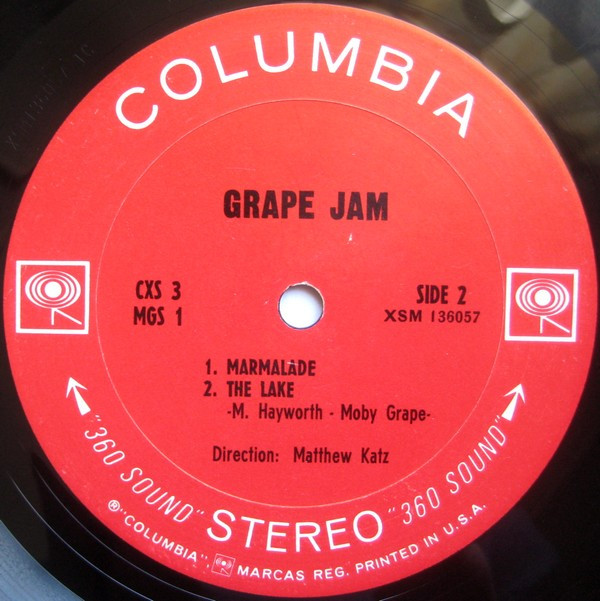 COLUMBIA
GRAPE JAM
CXS 3
MGS 1
SIDE 2
XSM 136057
1. MARMALADE
2. THE LAKE
-M. Hayworth - Moby Grape-
Direction: Matthew Katz
"360 SOUND" STEREO "360 SOUND"
®"COLUMBIA", MARCAS REG. PRINTED IN U.S.A.